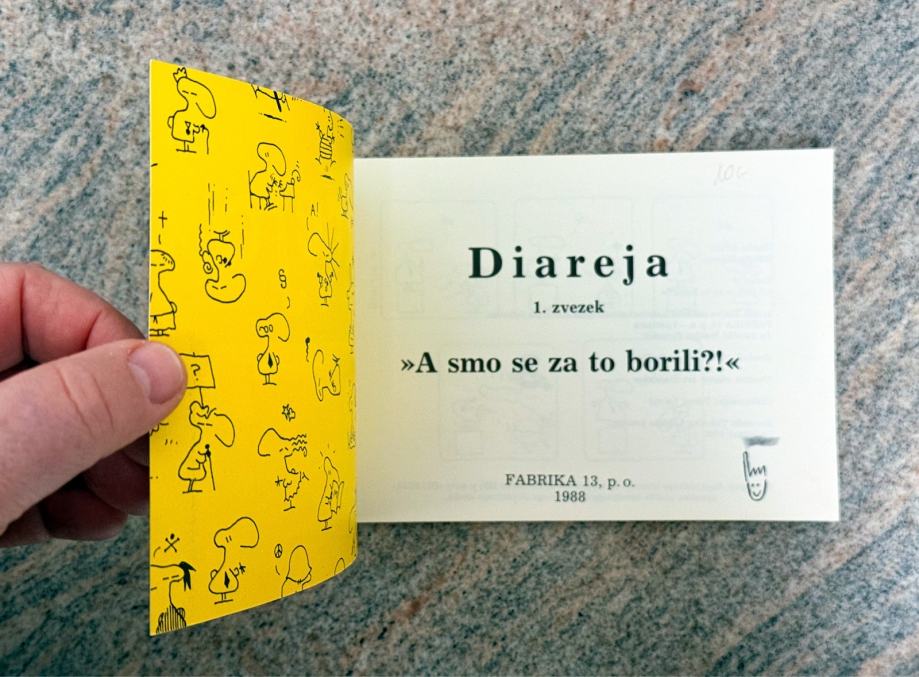 Diareja
1. zvezek
»A smo se za to borili?!«
FABRIKA 13, p. o.
1988
?